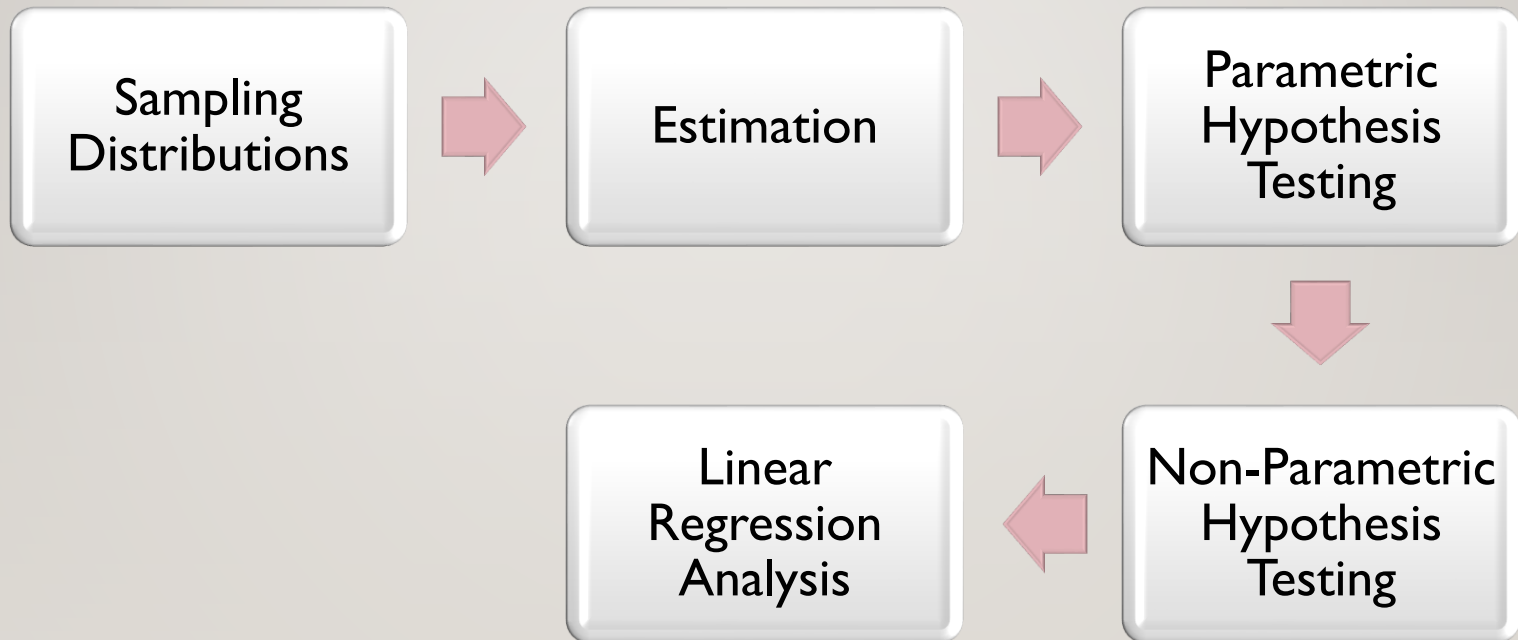 Sampling
Distributions
Estimation
Parametric
Hypothesis
Testing
Non-Parametric
Hypothesis
Testing
Linear
Regression
Analysis